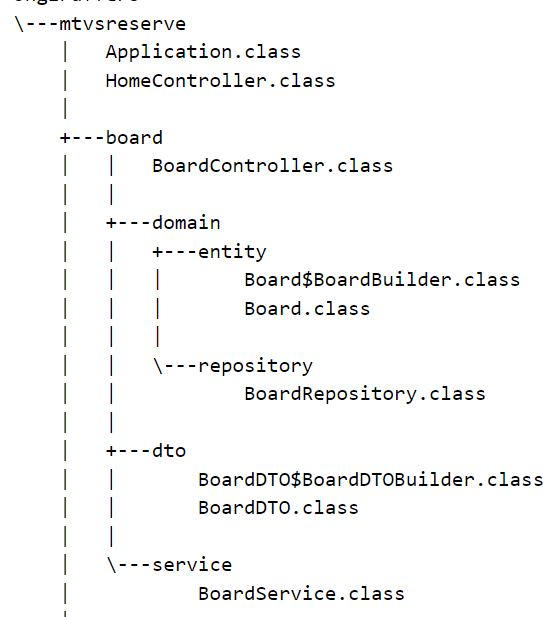 \---mtvsreserve
    |   Application.class
    |   HomeController.class
    |
    +---board
    |   |   BoardController.class
    |   |
    |   +---domain
    |   |   +---entity
    |   |   |       Board$BoardBuilder.class
    |   |   |       Board.class
    |   |   |
    |   |   \---repository
    |   |           BoardRepository.class
    |   |
    |   +---dto
    |   |       BoardDTO$BoardDTOBuilder.class
    |   |       BoardDTO.class
    |   |
    |   \---service
    |           BoardService.class
    |